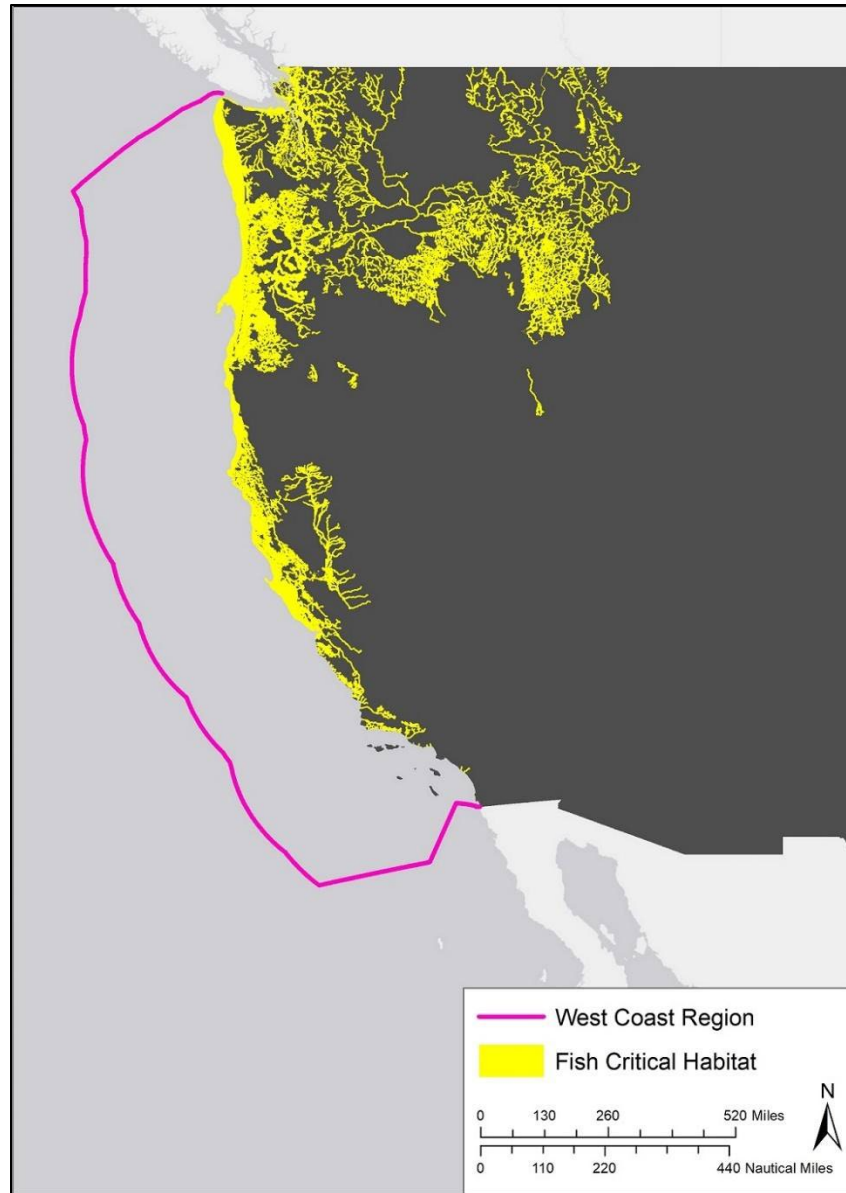 West Coast Region
Fish Critical Habitat
N
0 130 260 520 Miles
0 110 220 440 Nautical Miles